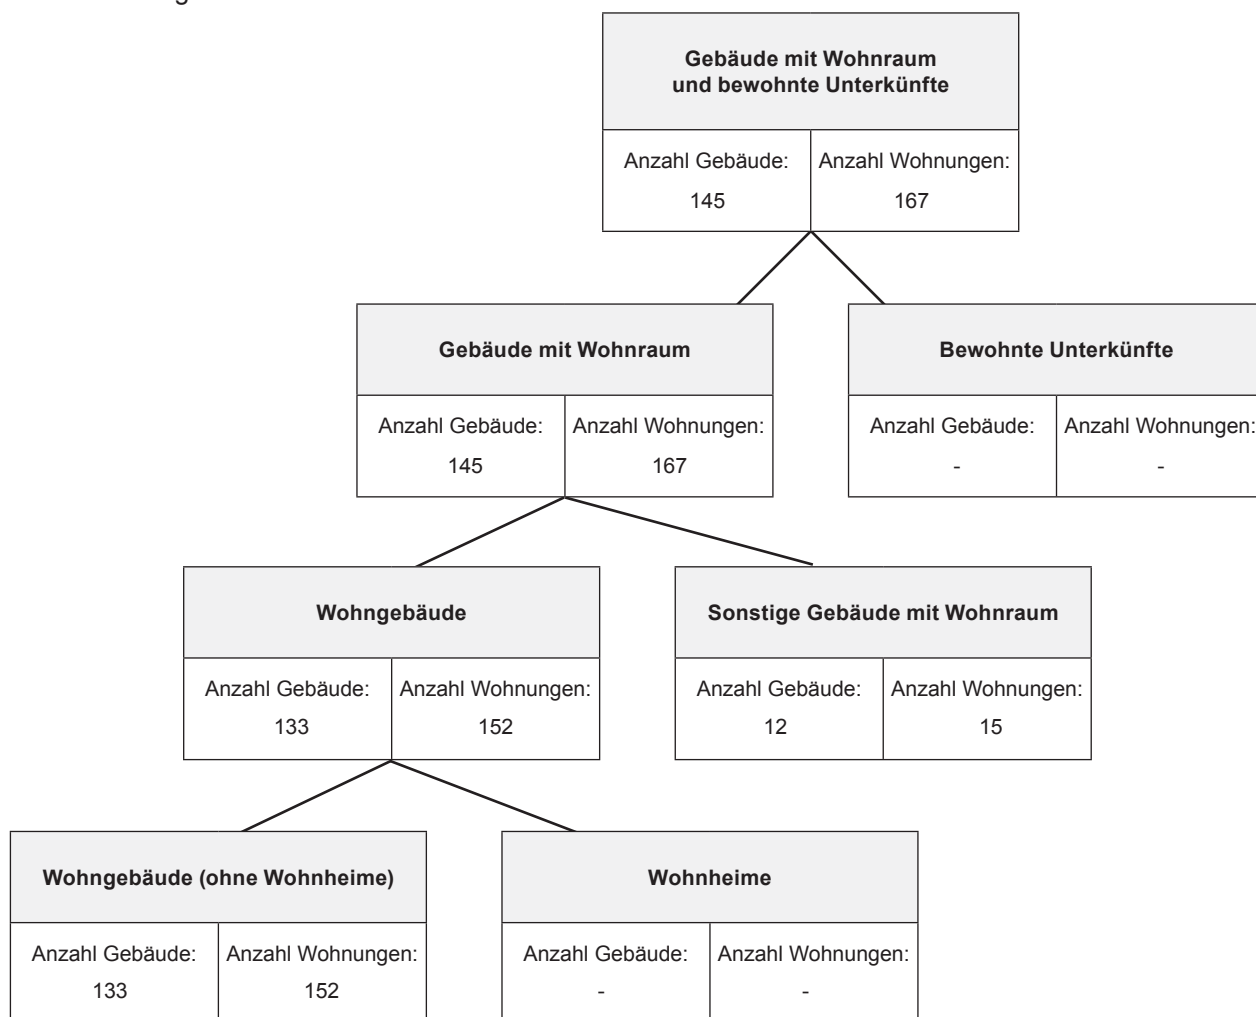 Gebäude mit Wohnraum
und bewohnte Unterkünfte
Anzahl Gebäude: Anzahl Wohnungen:
145 167
Gebäude mit Wohnraum Bewohnte Unterkünfte
Anzahl Gebäude: Anzahl Wohnungen: Anzahl Gebäude: Anzahl Wohnungen:
145 167 - -
Wohngebäude Sonstige Gebäude mit Wohnraum
Anzahl Gebäude: Anzahl Wohnungen: Anzahl Gebäude: Anzahl Wohnungen:
133 152 12 15
Wohngebäude (ohne Wohnheime) Wohnheime
Anzahl Gebäude: Anzahl Wohnungen: Anzahl Gebäude: Anzahl Wohnungen:
133 152 - -